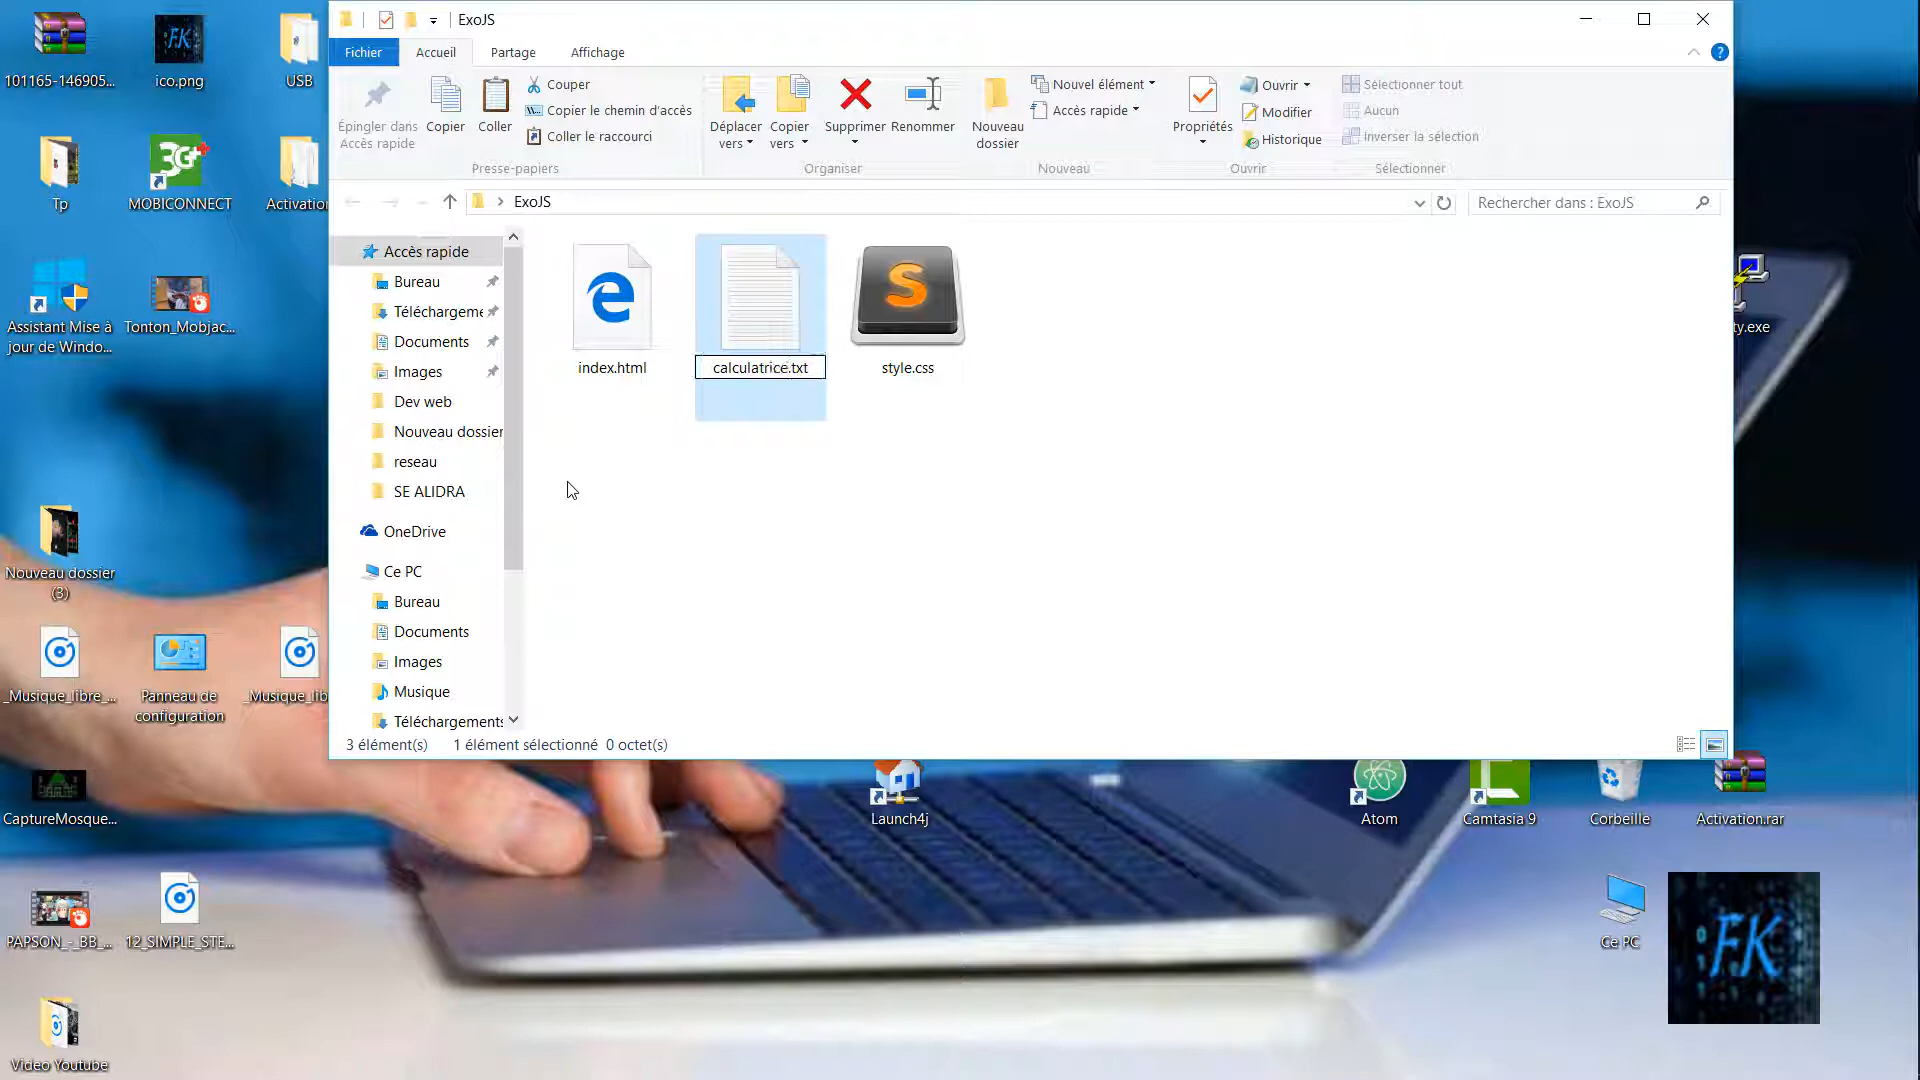 ExoJS
Fichier
Accueil
Partage
Affichage
Épingler dans
Accès rapide
Copier
Coller
Couper
Copier le chemin d'accès
Coller le raccourci
Presse-papiers
Déplacer
vers
Copier
vers
Supprimer
Renommer
Organiser
Nouveau
dossier
Nouvel élément
Accès rapide
Nouveau
Propriétés
Ouvrir
Modifier
Historique
Ouvrir
Sélectionner tout
Aucun
Inverser la sélection
Sélectionner
ExoJS
Rechercher dans : ExoJS
Accès rapide
Bureau
Téléchargeme
Documents
Images
Dev web
Nouveau dossier
reseau
SE ALIDRA
OneDrive
Ce PC
Bureau
Documents
Images
Musique
Téléchargements
index.html
calculatrice.txt
style.css
3 élément(s)
1 élément sélectionné 0 octet(s)
101165-146905...
ico.png
USB
Tp
3G+
MOBICONNECT
Activation
Assistant Mise à
jour de Windo...
Tonton_Mobjac...
ty.exe
Nouveau dossier
(3)
_Musique_libre_...
Panneau de
configuration
_Musique_lib
CaptureMosque...
Launch4j
Atom
Camtasia 9
Corbeille
Activation.rar
PAPSON_-_BB_...
12_SIMPLE_STE...
Ce PC
FK
Video Youtube